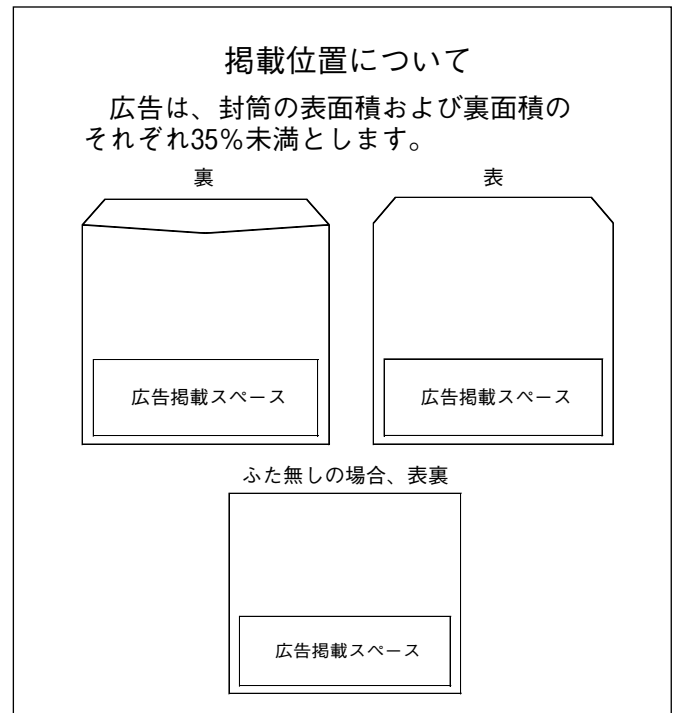 掲載位置について
広告は、封筒の表面積および裏面積の
それぞれ35％未満とします。
裏
表
広告掲載スペース
広告掲載スペース
ふた無しの場合、表裏
広告掲載スペース